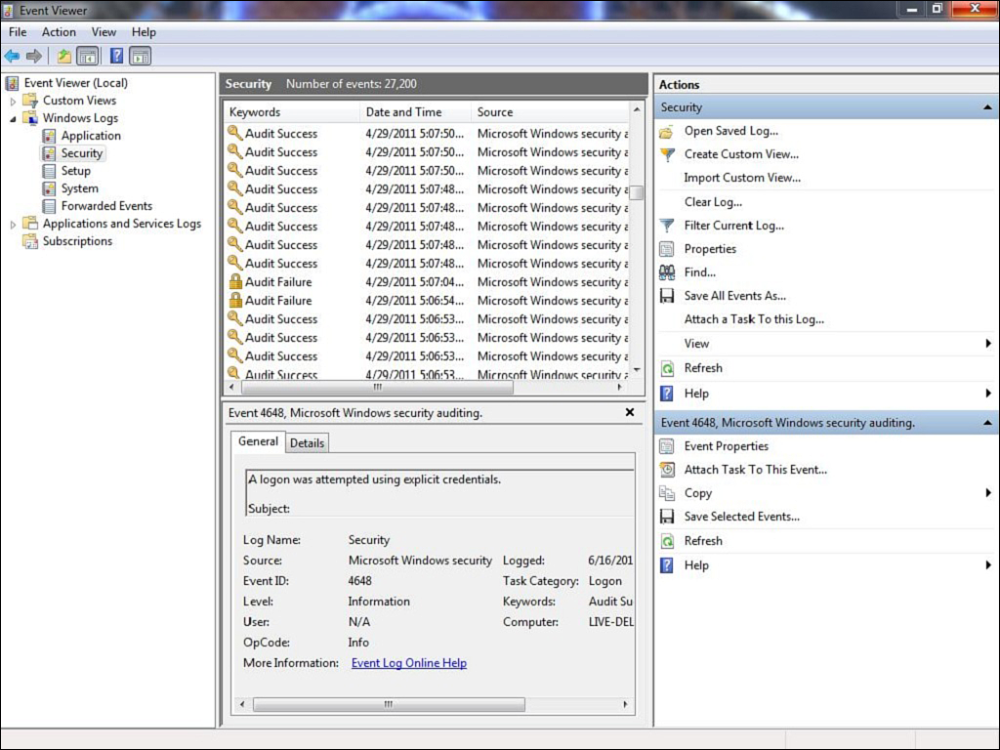 Event Viewer
File Action View Help
Event Viewer (Local)
Custom Views
Windows Logs
Application
Security
Setup
System
Forwarded Events
Applications and Services Logs
Subscriptions
Security Number of events: 27,200
Keywords Date and Time Source
Audit Success 4/29/2011 5:07:50... Microsoft Windows security a
Audit Success 4/29/2011 5:07:50... Microsoft Windows security a
Audit Success 4/29/2011 5:07:50... Microsoft Windows security a
Audit Success 4/29/2011 5:07:48... Microsoft Windows security a
Audit Success 4/29/2011 5:07:48... Microsoft Windows security a
Audit Success 4/29/2011 5:07:48... Microsoft Windows security a
Audit Success 4/29/2011 5:07:48... Microsoft Windows security a
Audit Success 4/29/2011 5:07:48... Microsoft Windows security a
Audit Failure 4/29/2011 5:07:04... Microsoft Windows security a
Audit Failure 4/29/2011 5:06:54... Microsoft Windows security a
Audit Success 4/29/2011 5:06:53... Microsoft Windows security a
Audit Success 4/29/2011 5:06:53... Microsoft Windows security a
Audit Success 4/29/2011 5:06:53... Microsoft Windows security a
Audit Success 4/29/2011 5:06:53... Microsoft Windows security a
Event 4648, Microsoft Windows security auditing.
General Details
A logon was attempted using explicit credentials.
Subject:
Log Name: Security
Source: Microsoft Windows security Logged: 6/16/201
Event ID: 4648 Task Category: Logon
Level: Information Keywords: Audit Su
User: N/A Computer: LIVE-DEL
OpCode: Info
More Information: Event Log Online Help
Actions
Security
Open Saved Log...
Create Custom View...
Import Custom View...
Clear Log...
Filter Current Log...
Properties
Find...
Save All Events As...
Attach a Task To this Log...
View
Refresh
Help
Event 4648, Microsoft Windows security auditing.
Event Properties
Attach Task To This Event...
Copy
Save Selected Events...
Refresh
Help